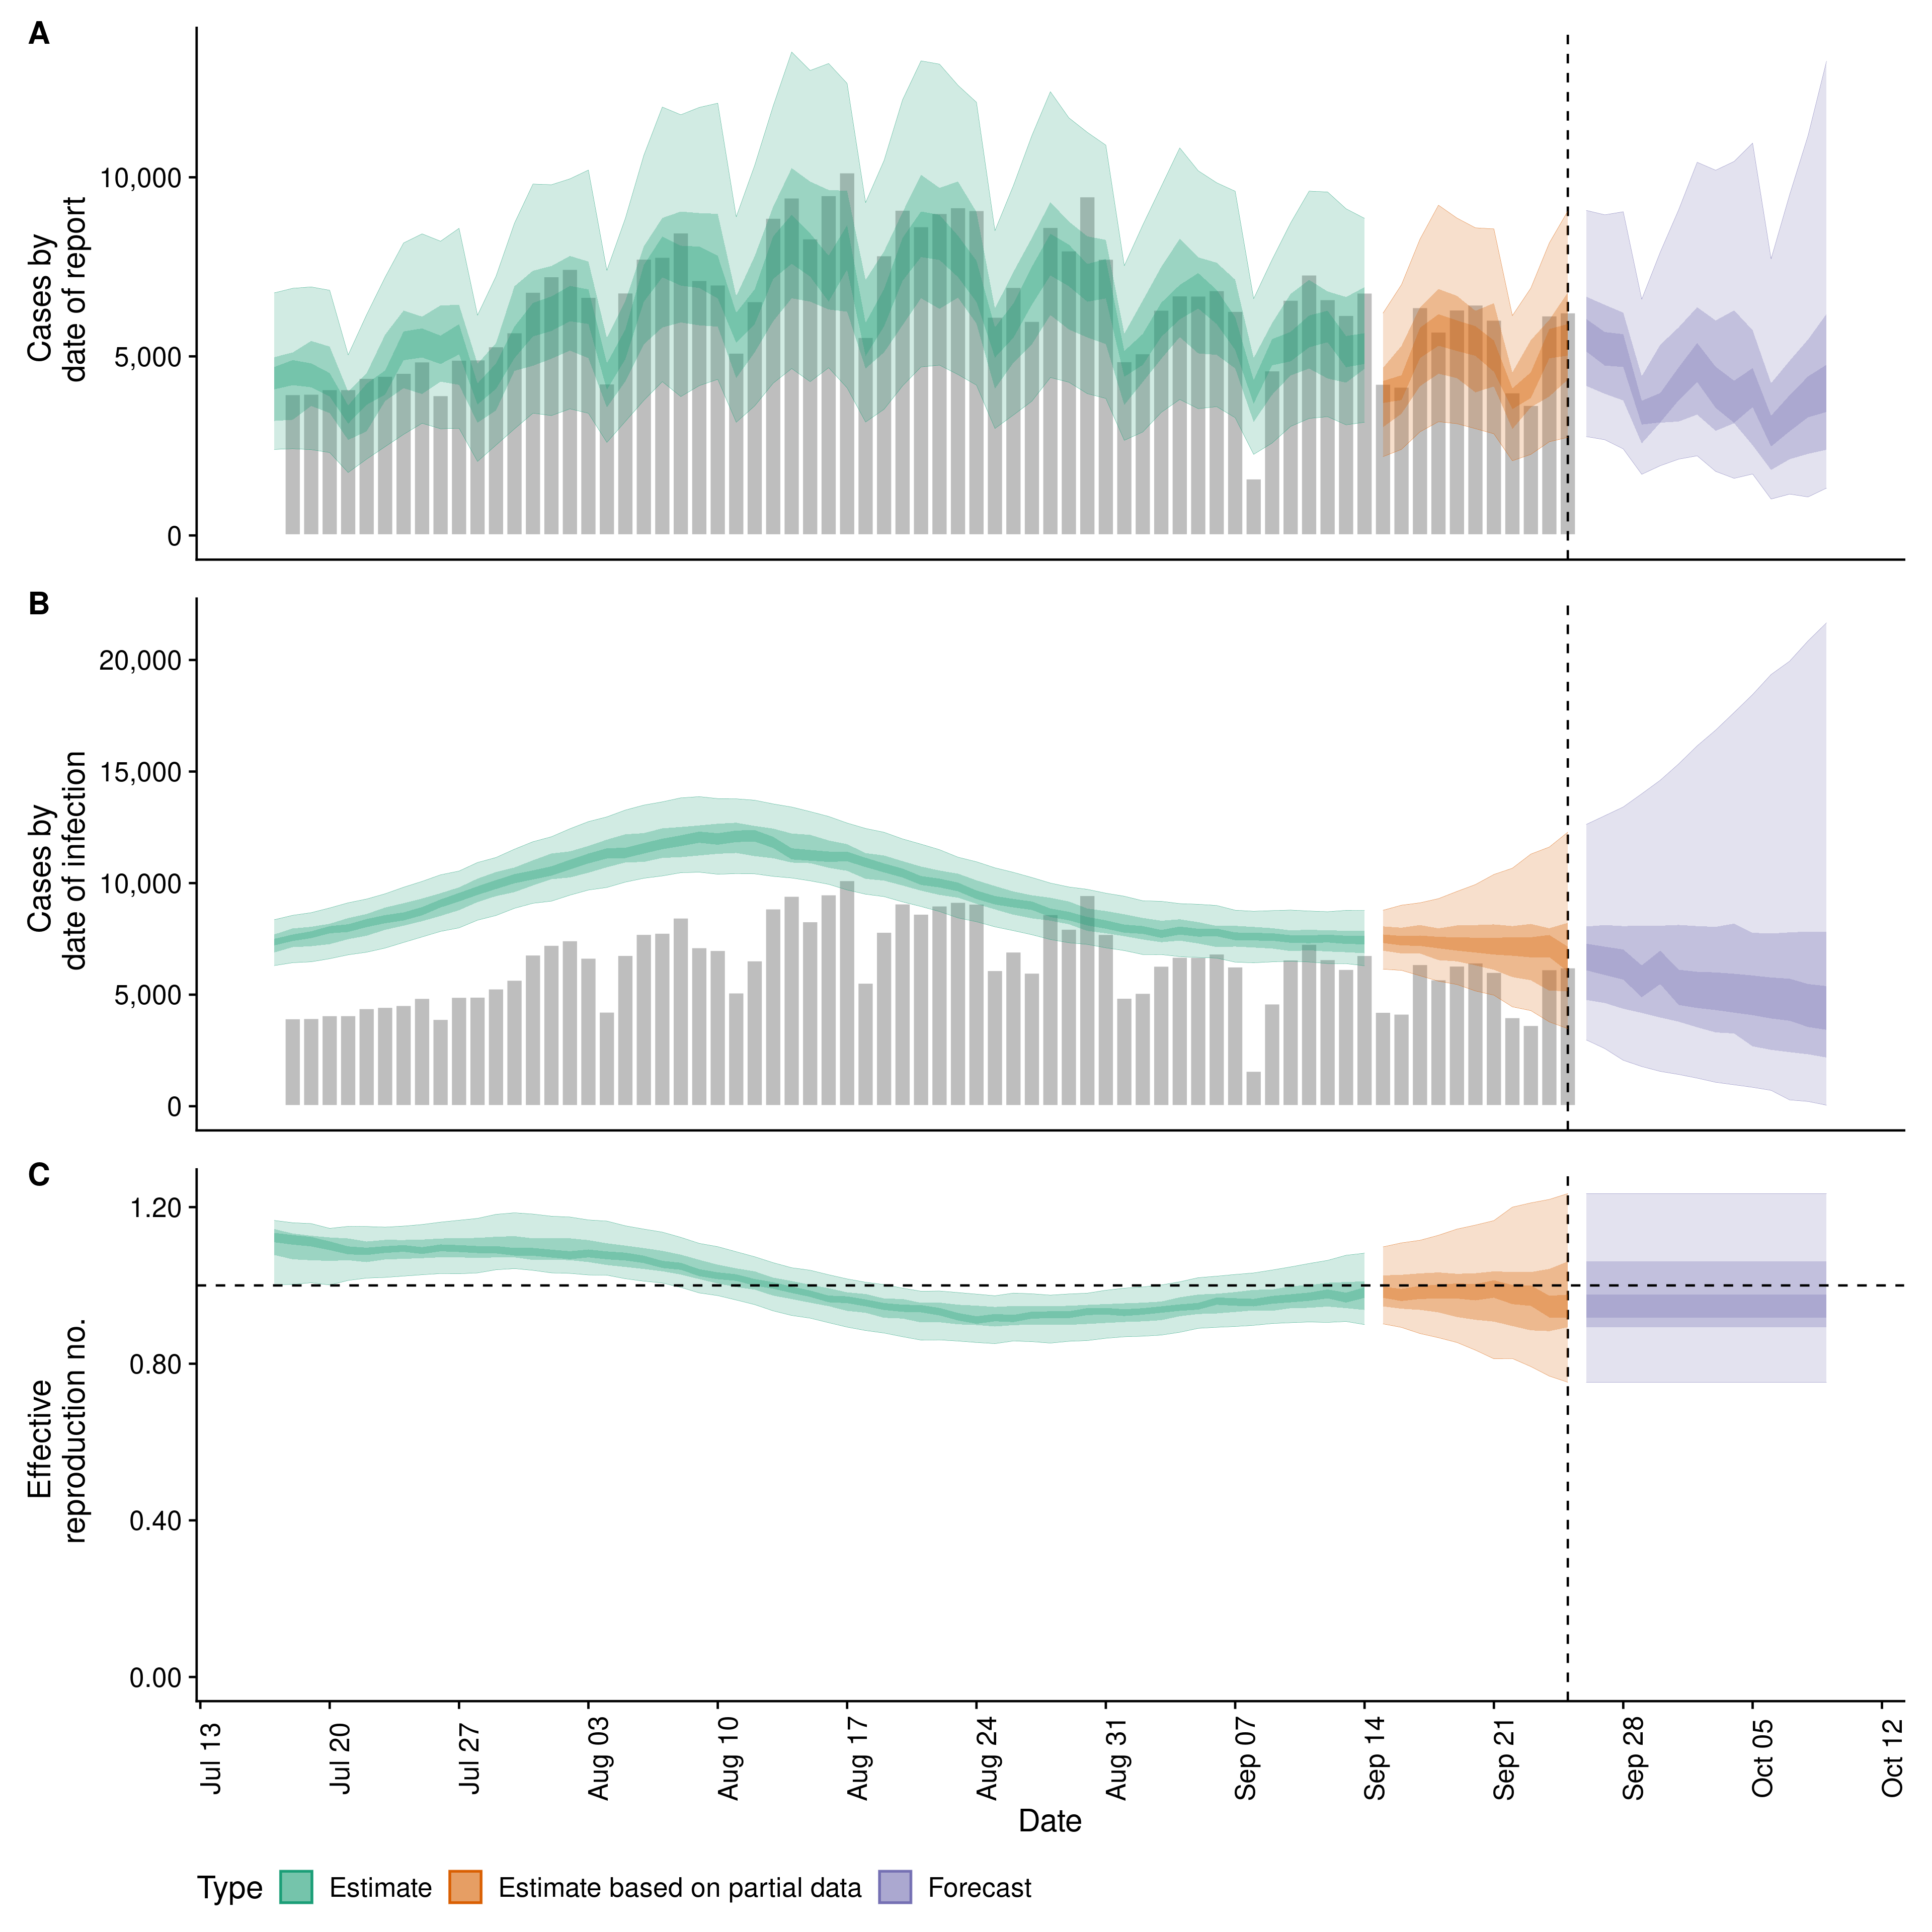 A
Cases by
date of report
10,000
5,000
0
B
Cases by
date of infection
20,000
15,000
10,000
5,000
0
C
Effective
reproduction no.
1.20
0.80
0.40
0.00
Jul 13
Jul 20
Jul 27
Aug 03
Aug 10
Aug 17
Aug 24
Aug 31
Sep 07
Sep 14
Sep 21
Sep 28
Oct 05
Oct 12
Date
Type Estimate Estimate based on partial data Forecast